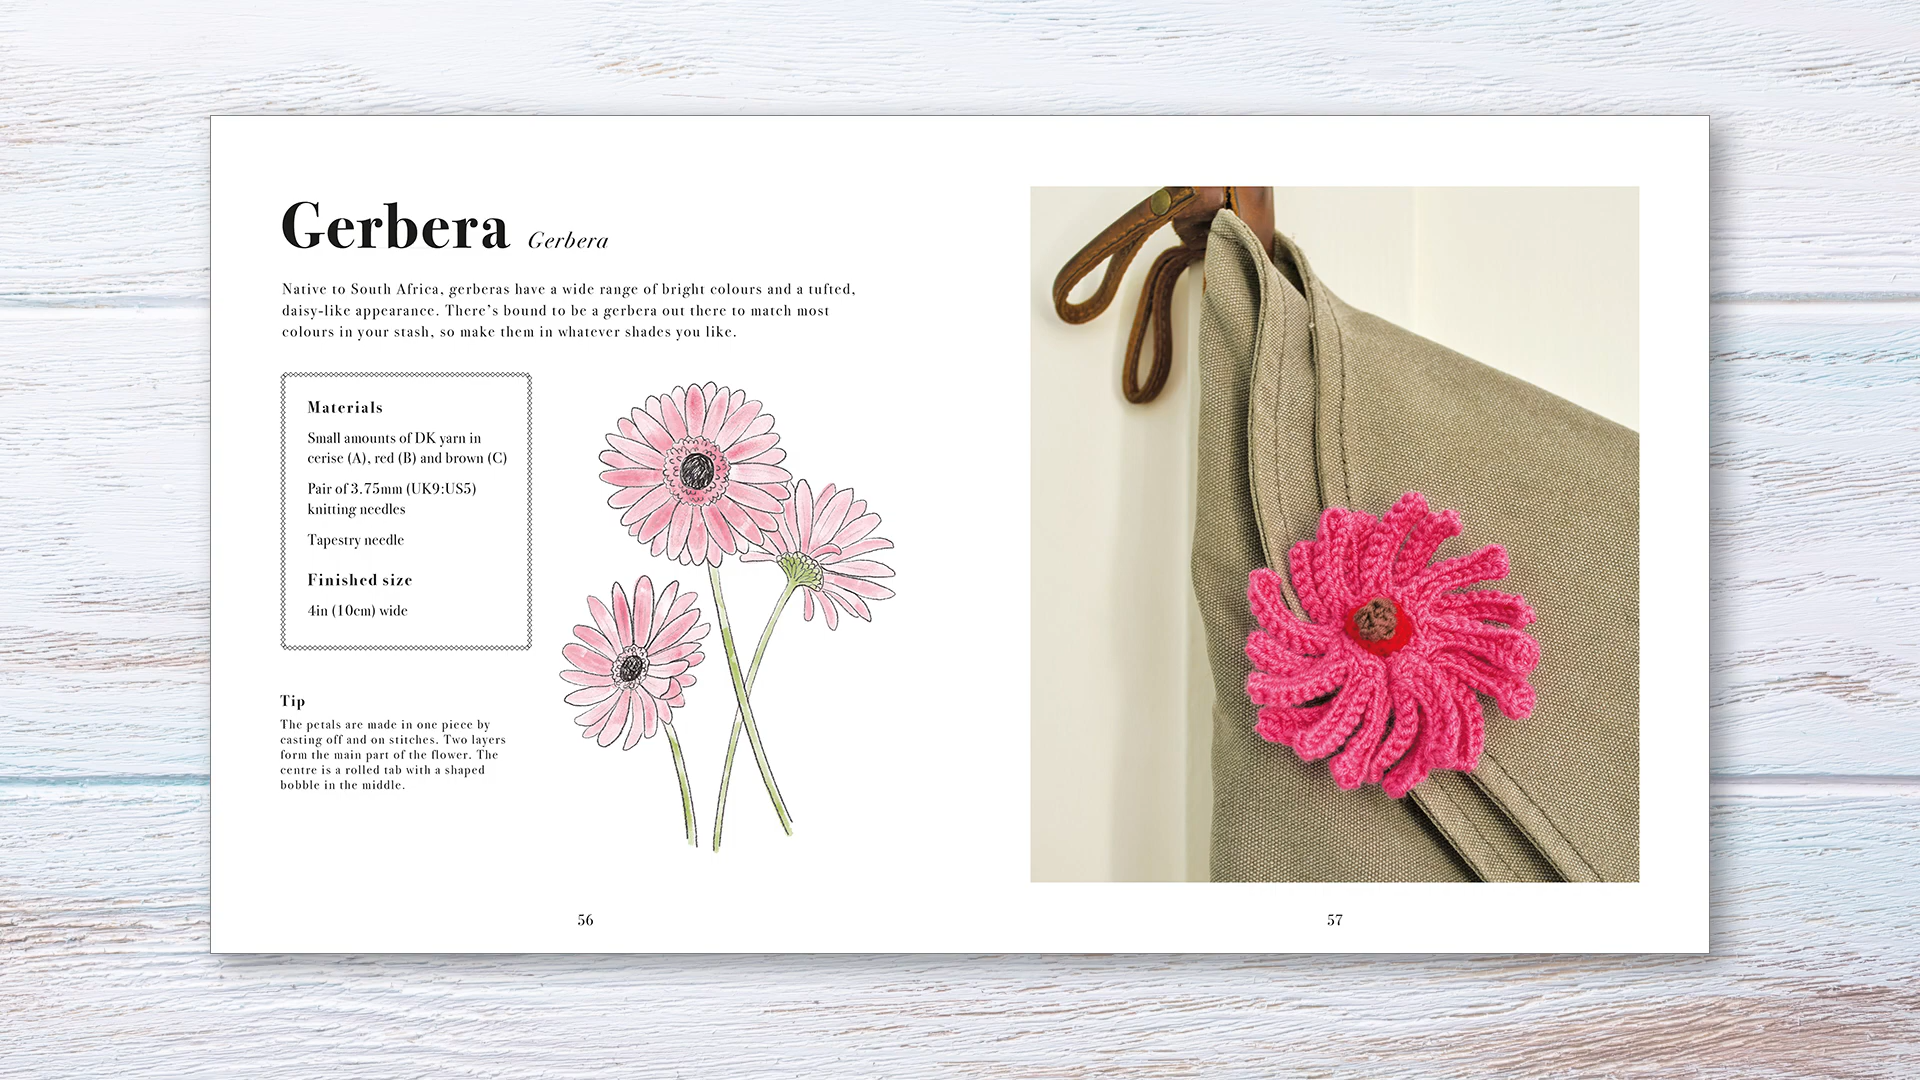 Gerbera Gerbera
Native to South Africa, gerberas have a wide range of bright colours and a tufted,
daisy-like appearance. There's bound to be a gerbera out there to match most
colours in your stash, so make them in whatever shades you like.
Materials
Small amounts of DK yarn in
cerise (A), red (B) and brown (C)
Pair of 3.75mm (UK9:US5)
knitting needles
Tapestry needle
Finished size
4in (10cm) wide
Tip
The petals are made in one piece by
casting off and on stitches. Two layers
form the main part of the flower. The
centre is a rolled tab with a shaped
bobble in the middle.
56
57